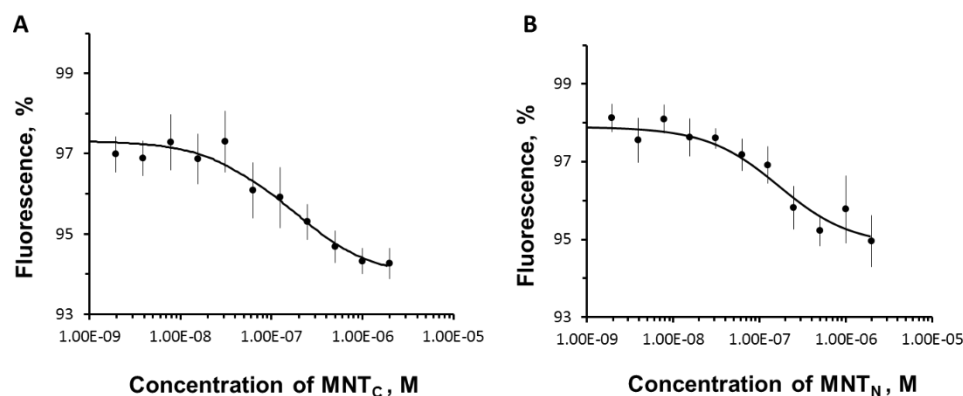 A
Fluorescence, %
99
97
95
93
1.00E-09 1.00E-08 1.00E-07 1.00E-06 1.00E-05
Concentration of MNTC, M
B
Fluorescence, %
99
97
95
93
1.00E-09 1.00E-08 1.00E-07 1.00E-06 1.00E-05
Concentration of MNTN, M